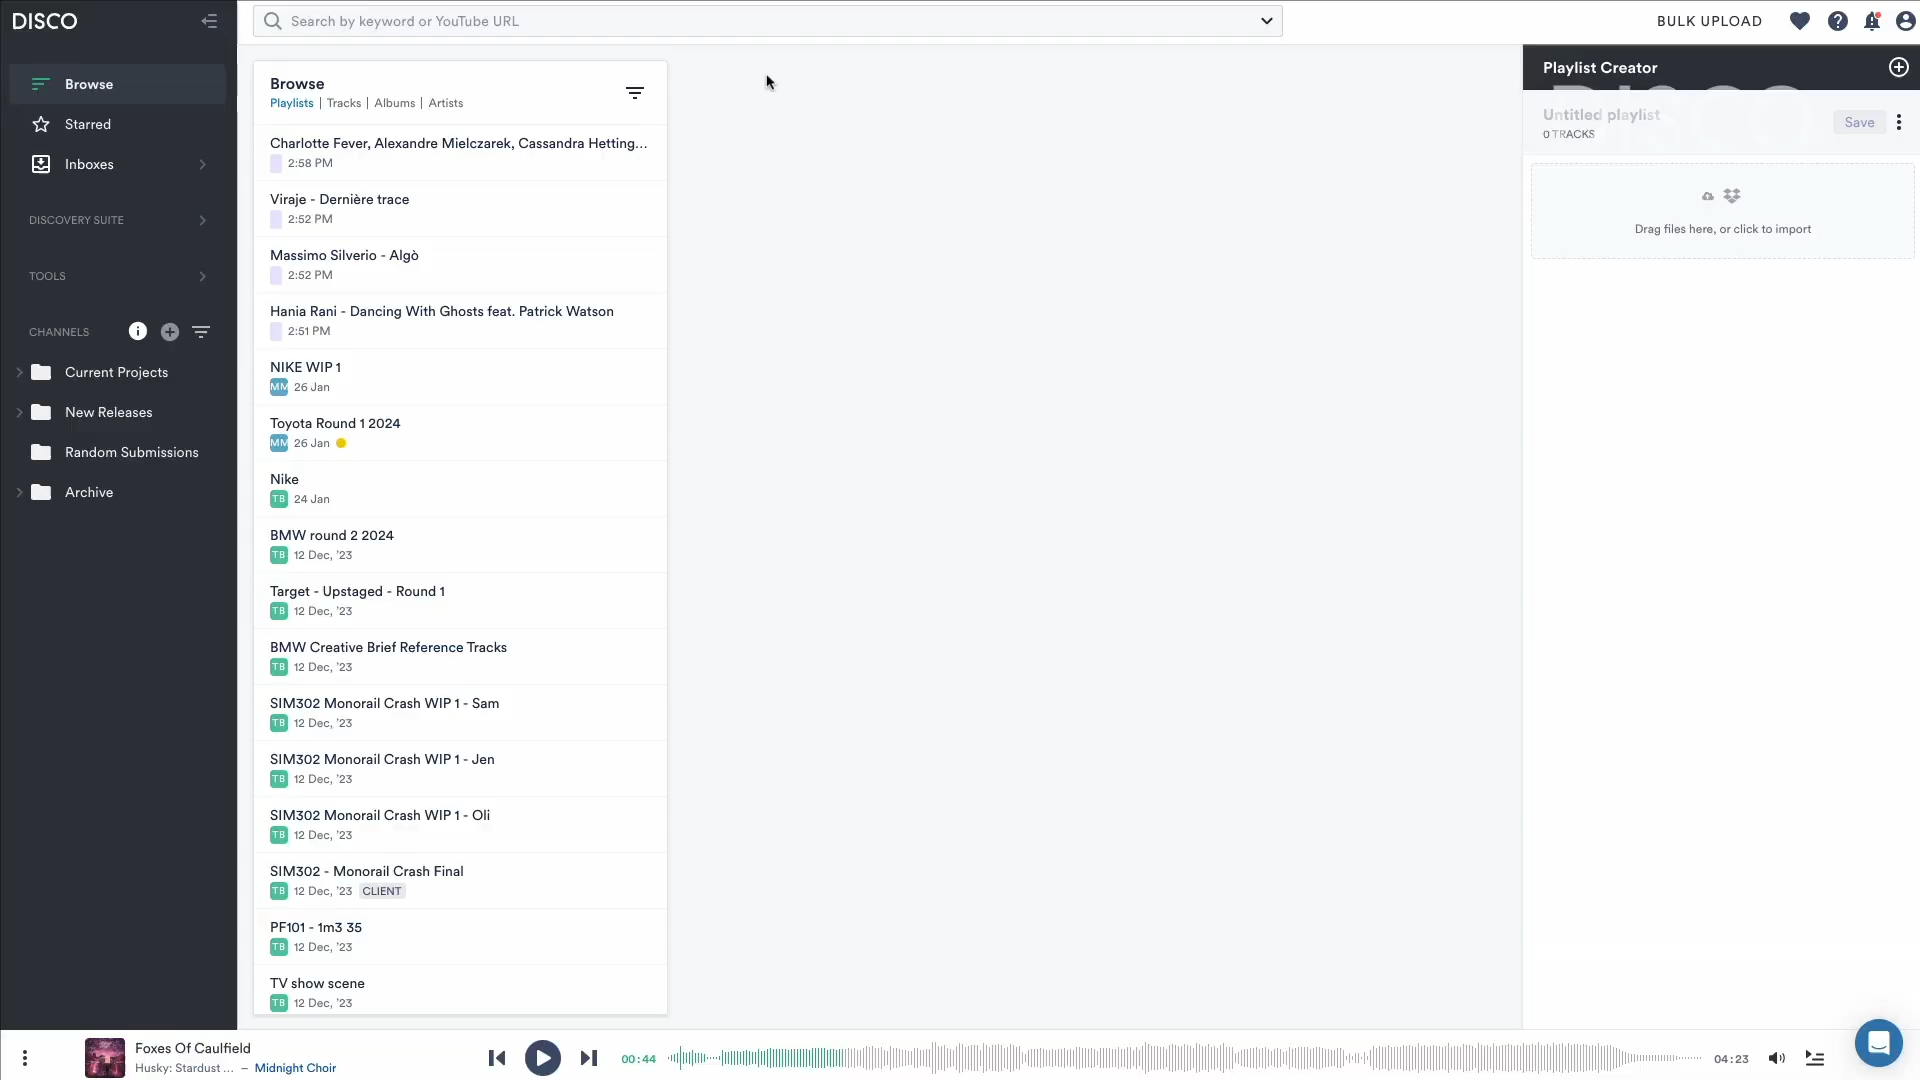 DISCO
Search by keyword or YouTube URL
BULK UPLOAD
Browse
Starred
Inboxes
DISCOVERY SUITE
TOOLS
CHANNELS
Current Projects
New Releases
Random Submissions
Archive
Browse
Playlists | Tracks | Albums | Artists
Charlotte Fever, Alexandre Mielczarek, Cassandra Hetting...
2:58 PM
Viraje - Dernière trace
2:52 PM
Massimo Silverio - Algò
2:52 PM
Hania Rani - Dancing With Ghosts feat. Patrick Watson
2:51 PM
NIKE WIP 1
MM 26 Jan
Toyota Round 1 2024
MM 26 Jan
Nike
TB 24 Jan
BMW round 2 2024
TB 12 Dec, '23
Target - Upstaged - Round 1
TB 12 Dec, '23
BMW Creative Brief Reference Tracks
TB 12 Dec, '23
SIM302 Monorail Crash WIP 1 - Sam
TB 12 Dec, '23
SIM302 Monorail Crash WIP 1 - Jen
TB 12 Dec, '23
SIM302 Monorail Crash WIP 1 - Oli
TB 12 Dec, '23
SIM302 - Monorail Crash Final
TB 12 Dec, '23 CLIENT
PF101 - 1m3 35
TB 12 Dec, '23
TV show scene
TB 12 Dec, '23
Playlist Creator
DISCO
Untitled playlist
0 TRACKS
Save
Drag files here, or click to import
Foxes Of Caulfield
Husky: Stardust ... – Midnight Choir
00:44
04:23